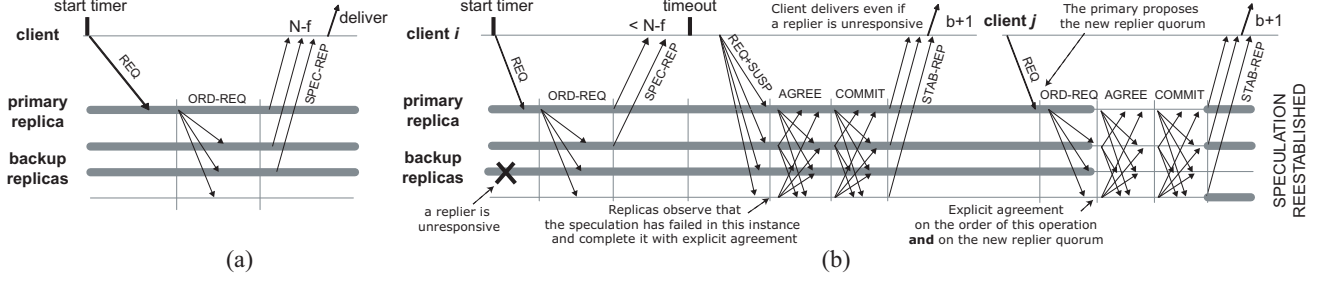 start timer
N-f
deliver
client
REQ
SPEC-REP
ORD-REQ
primary
replica
backup
replicas
(a)
start timer
timeout
Client delivers even if
a replier is unresponsive
b+1
client i
< N-f
REQ
SPEC-REP
REQ+SUSP
STAB-REP
ORD-REQ
AGREE
COMMIT
primary
replica
backup
replicas
a replier is
unresponsive
Replicas observe that
the speculation has failed in this instance
and complete it with explicit agreement
(b)
client j
The primary proposes
the new replier quorum
b+1
REQ
STAB-REP
ORD-REQ
AGREE
COMMIT
Explicit agreement
on the order of this operation
and on the new replier quorum
SPECULATION
REESTABLISHED